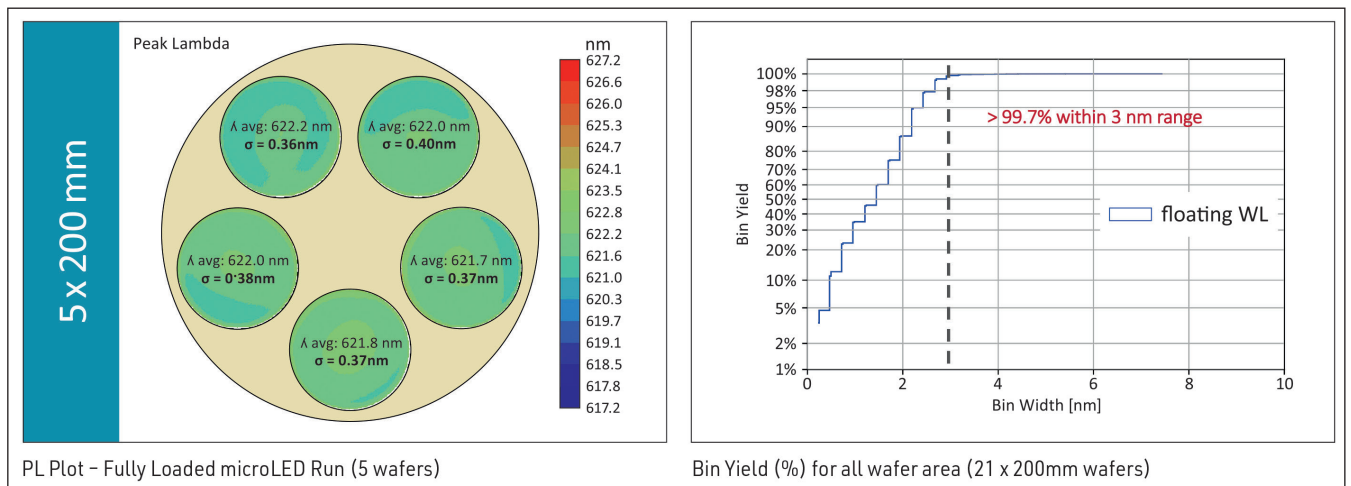 5 x 200 mm
Peak Lambda
λ avg: 622.2 nm
σ = 0.36nm
λ avg: 622.0 nm
σ = 0.40nm
λ avg: 622.0 nm
σ = 0.38nm
λ avg: 621.7 nm
σ = 0.37nm
λ avg: 621.8 nm
σ = 0.37nm
nm
627.2
626.6
626.0
625.3
624.7
624.1
623.5
622.8
622.2
621.6
621.0
620.3
619.7
619.1
618.5
617.8
617.2
PL Plot – Fully Loaded microLED Run (5 wafers)
Bin Yield
100%
98%
95%
90%
80%
70%
60%
50%
40%
30%
20%
10%
5%
2%
1%
> 99.7% within 3 nm range
floating WL
0
2
4
6
8
10
Bin Width [nm]
Bin Yield (%) for all wafer area (21 x 200mm wafers)